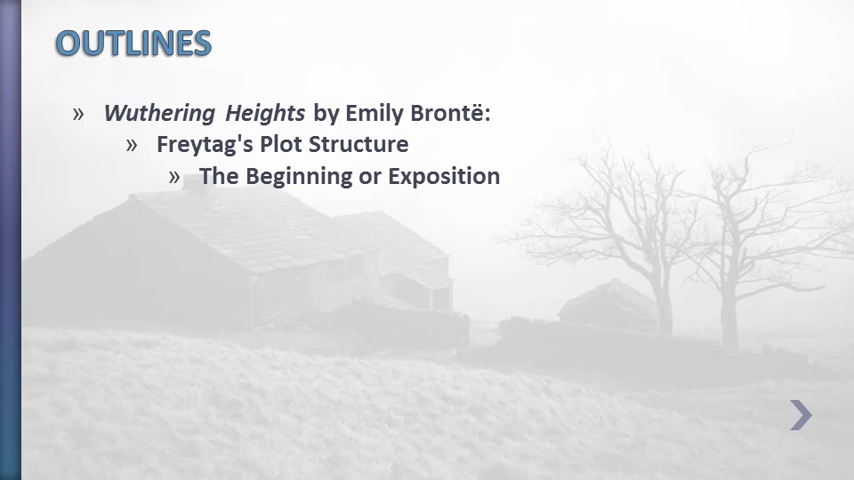 OUTLINES
» Wuthering Heights by Emily Brontë:
» Freytag's Plot Structure
» The Beginning or Exposition